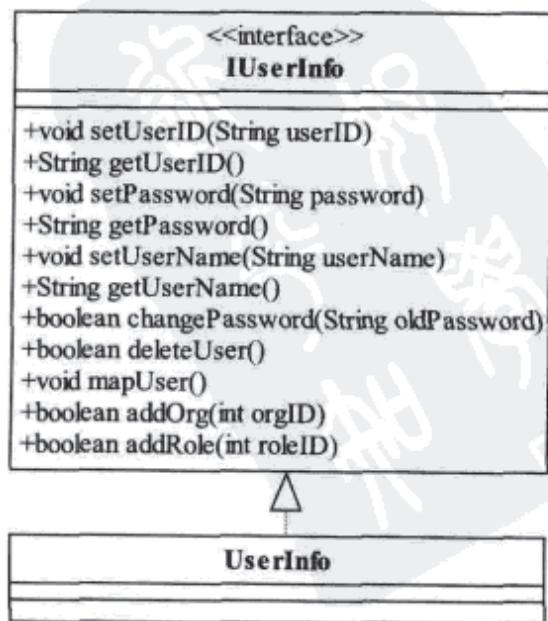 <<interface>>
IUserInfo
+void setUserID(String userID)
+String getUserID()
+void setPassword(String password)
+String getPassword()
+void setUserName(String userName)
+String getUserName()
+boolean changePassword(String oldPassword)
+boolean deleteUser()
+void mapUser()
+boolean addOrg(int orgID)
+boolean addRole(int roleID)
UserInfo